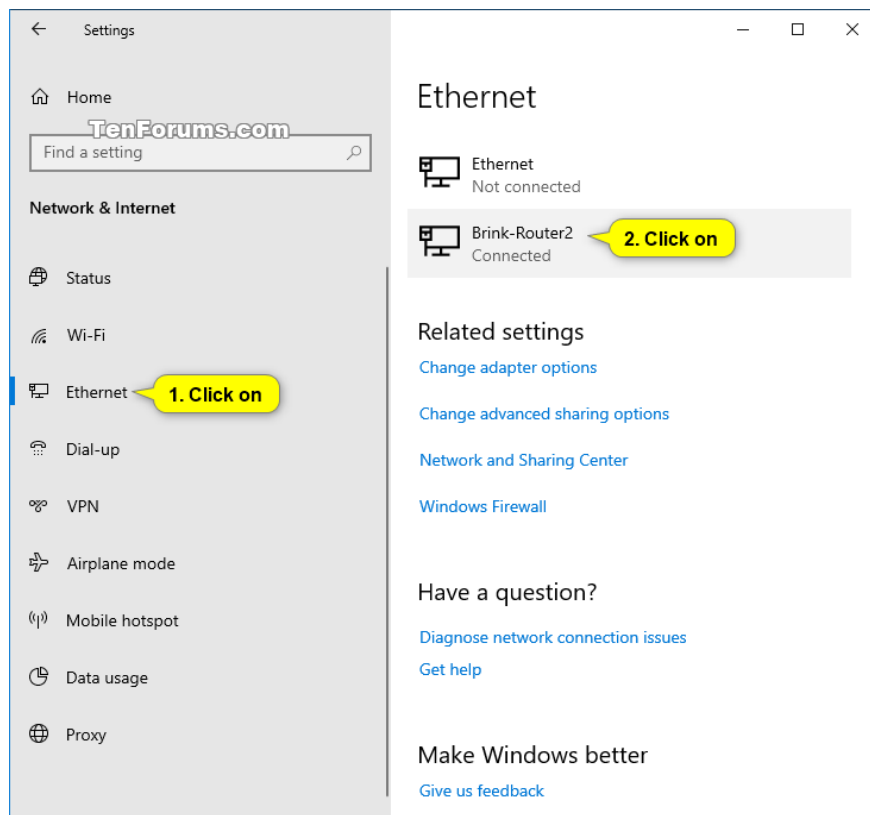 Settings
Home
TenForums.com
Find a setting
Network & Internet
Status
Wi-Fi
Ethernet
1. Click on
Dial-up
VPN
Airplane mode
Mobile hotspot
Data usage
Proxy
Ethernet
Ethernet
Not connected
Brink-Router2
2. Click on
Connected
Related settings
Change adapter options
Change advanced sharing options
Network and Sharing Center
Windows Firewall
Have a question?
Diagnose network connection issues
Get help
Make Windows better
Give us feedback